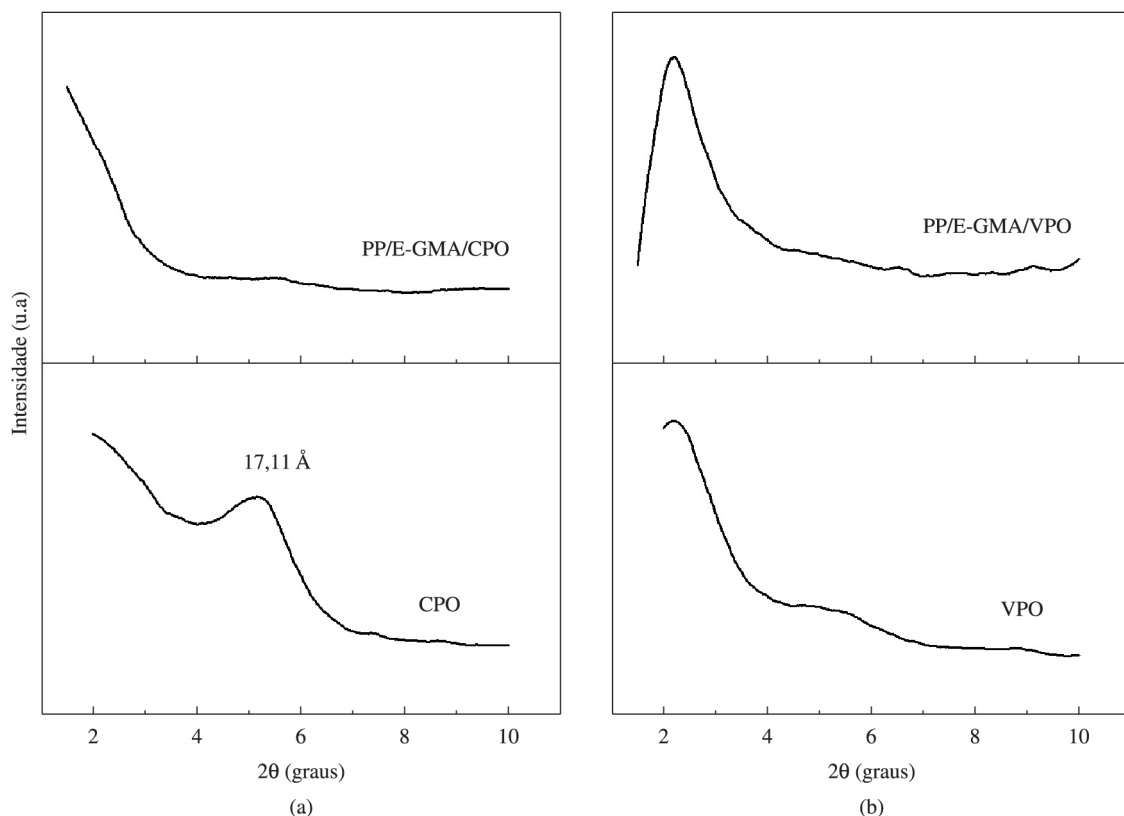 Intensidade (u.a)
PP/E-GMA/CPO
17,11 Å
CPO
2 4 6 8 10
2θ (graus)
(a)
PP/E-GMA/VPO
VPO
2 4 6 8 10
2θ (graus)
(b)